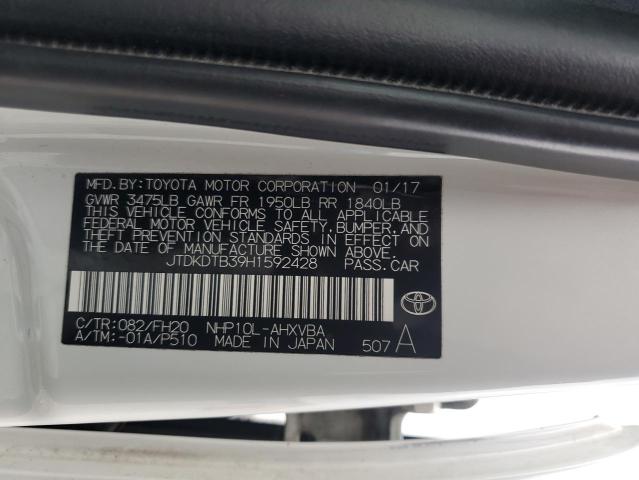 MFD.BY:TOYOTA MOTOR CORPORATION 01/17
GVWR 3475LB GAWR FR 1950LB RR 1840LB
THIS VEHICLE CONFORMS TO ALL APPLICABLE
FEDERAL MOTOR VEHICLE SAFETY,BUMPER,AND
THEFT PREVENTION STANDARDS IN EFFECT ON
THE DATE OF MANUFACTURE SHOWN ABOVE.
JTDKDTB39H1592428 PASS.CAR
C/TR:082/FH20 NHP10L-AHXVBA
A/TM:-01A/P510 MADE IN JAPAN 507 A